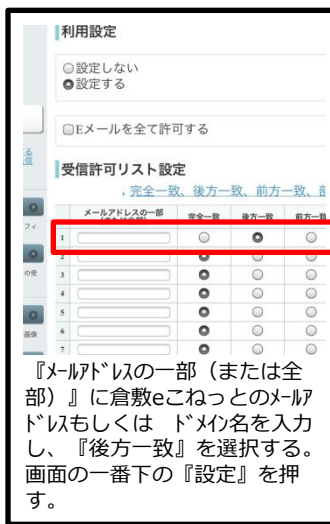 利用設定
設定しない
設定する
Eメールを全て許可する
受信許可リスト設定
完全一致、後方一致、前方一致、
メールアドレスの一部 完全一致 後方一致 前方一致
1
2
3
4
5
6
7
フィ
の受
画像
『ﾒｰﾙｱﾄﾞﾚｽの一部（または全
部）』に倉敷eこねっとのﾒｰﾙｱ
ﾄﾞﾚｽもしくは　ﾄﾞﾒｲﾝ名を入力
し、『後方一致』を選択する。
画面の一番下の『設定』を押
す。